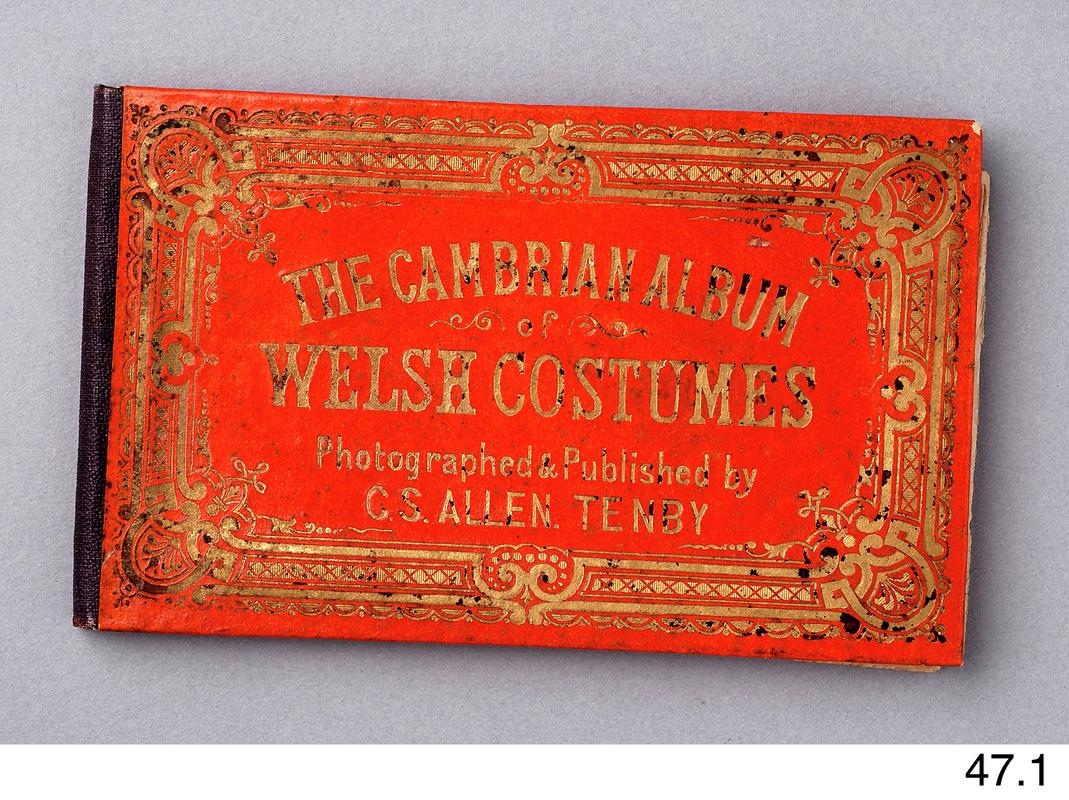 THE CAMBRIAN ALBUM
of
WELSH COSTUMES
Photographed & Published by
C.S. ALLEN. TENBY
47.1